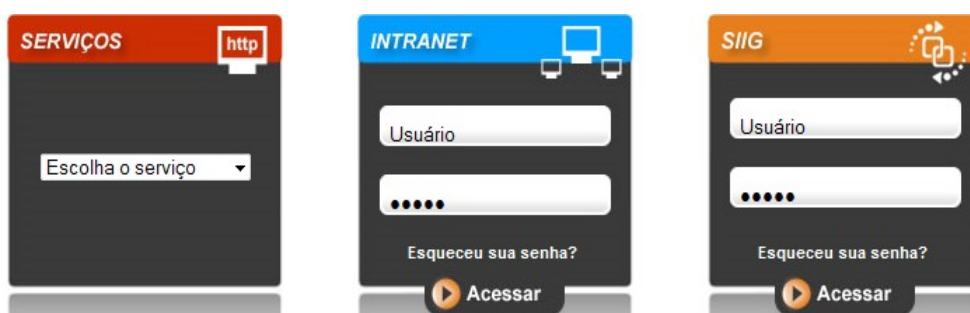 SERVIÇOS
http
Escolha o serviço
INTRANET
Usuário
•••••
Esqueceu sua senha?
Acessar
SIIG
Usuário
•••••
Esqueceu sua senha?
Acessar